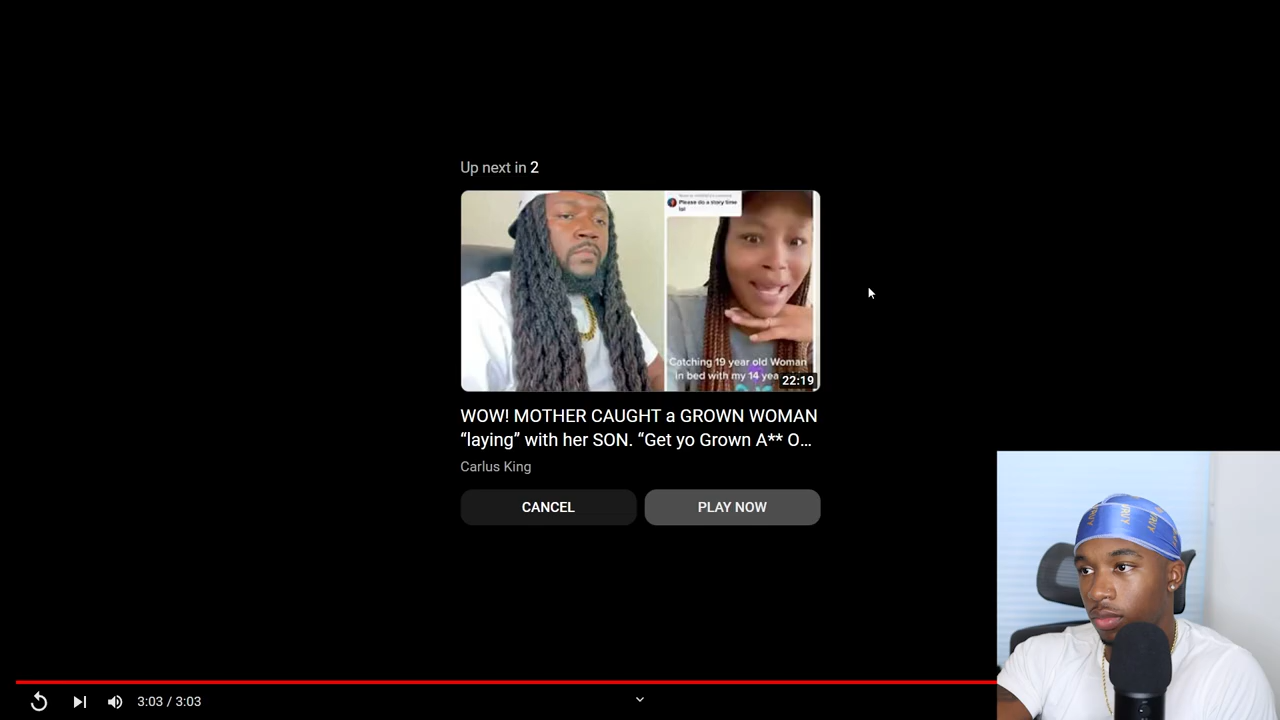 Up next in 2
Please do a story time
lol
Catching 19 year old Woman
in bed with my 14 yea
22:19
WOW! MOTHER CAUGHT a GROWN WOMAN
“laying” with her SON. “Get yo Grown A** O...
Carlus King
CANCEL
PLAY NOW
3:03 / 3:03